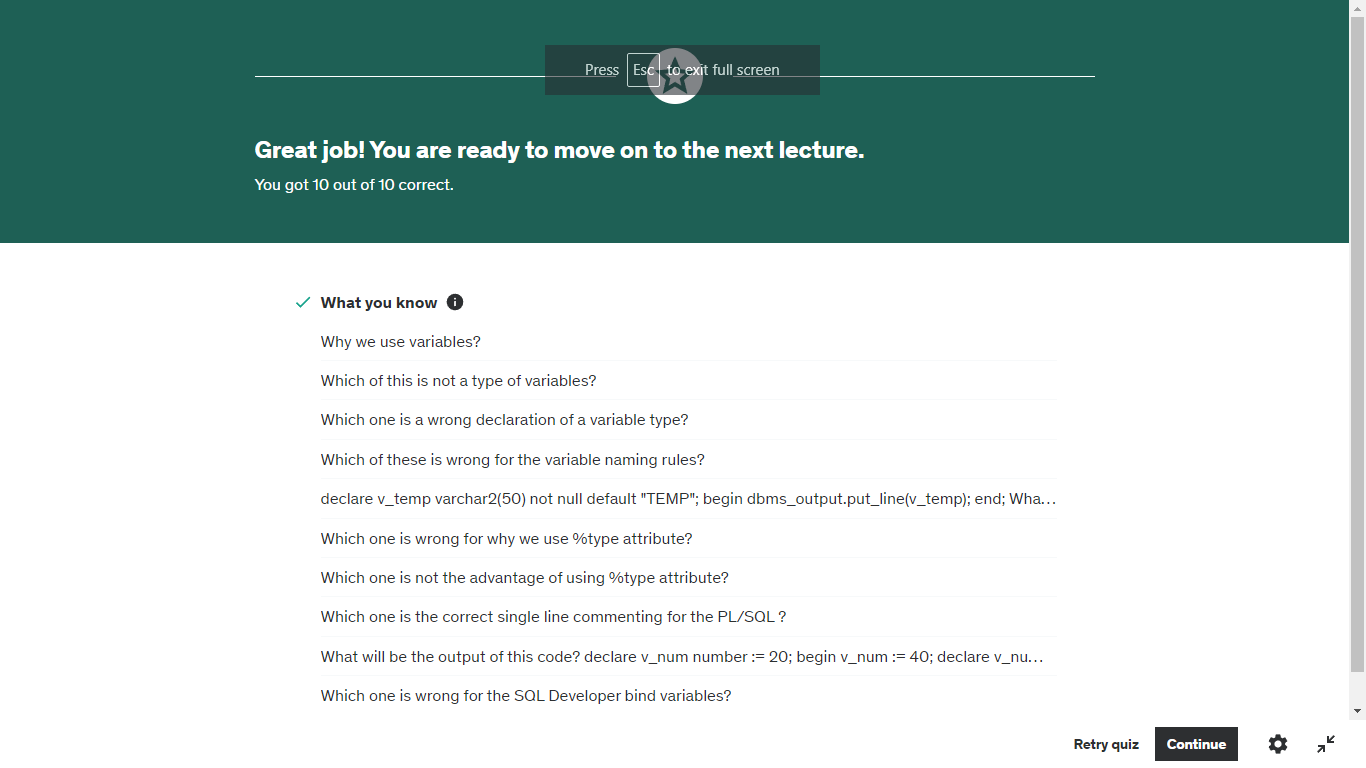 Press Esc to exit full screen
Great job! You are ready to move on to the next lecture.
You got 10 out of 10 correct.
What you know
Why we use variables?
Which of this is not a type of variables?
Which one is a wrong declaration of a variable type?
Which of these is wrong for the variable naming rules?
declare v_temp varchar2(50) not null default "TEMP"; begin dbms_output.put_line(v_temp); end; Wha…
Which one is wrong for why we use %type attribute?
Which one is not the advantage of using %type attribute?
Which one is the correct single line commenting for the PL/SQL ?
What will be the output of this code? declare v_num number := 20; begin v_num := 40; declare v_nu…
Which one is wrong for the SQL Developer bind variables?
Retry quiz Continue